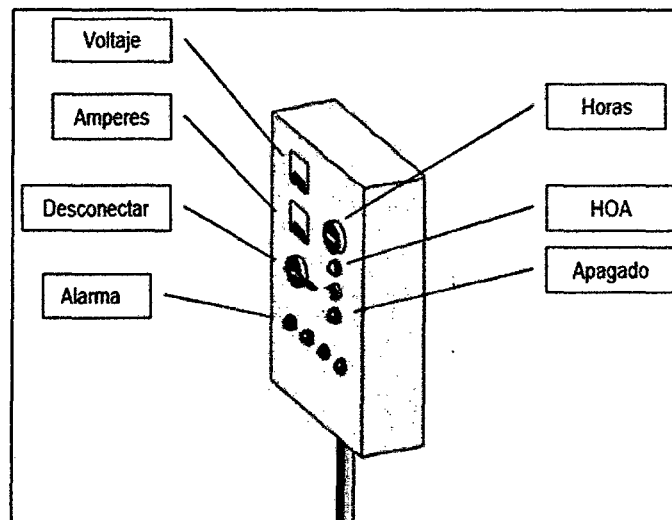 Voltaje
Amperes
Desconectar
Alarma
Horas
HOA
Apagado